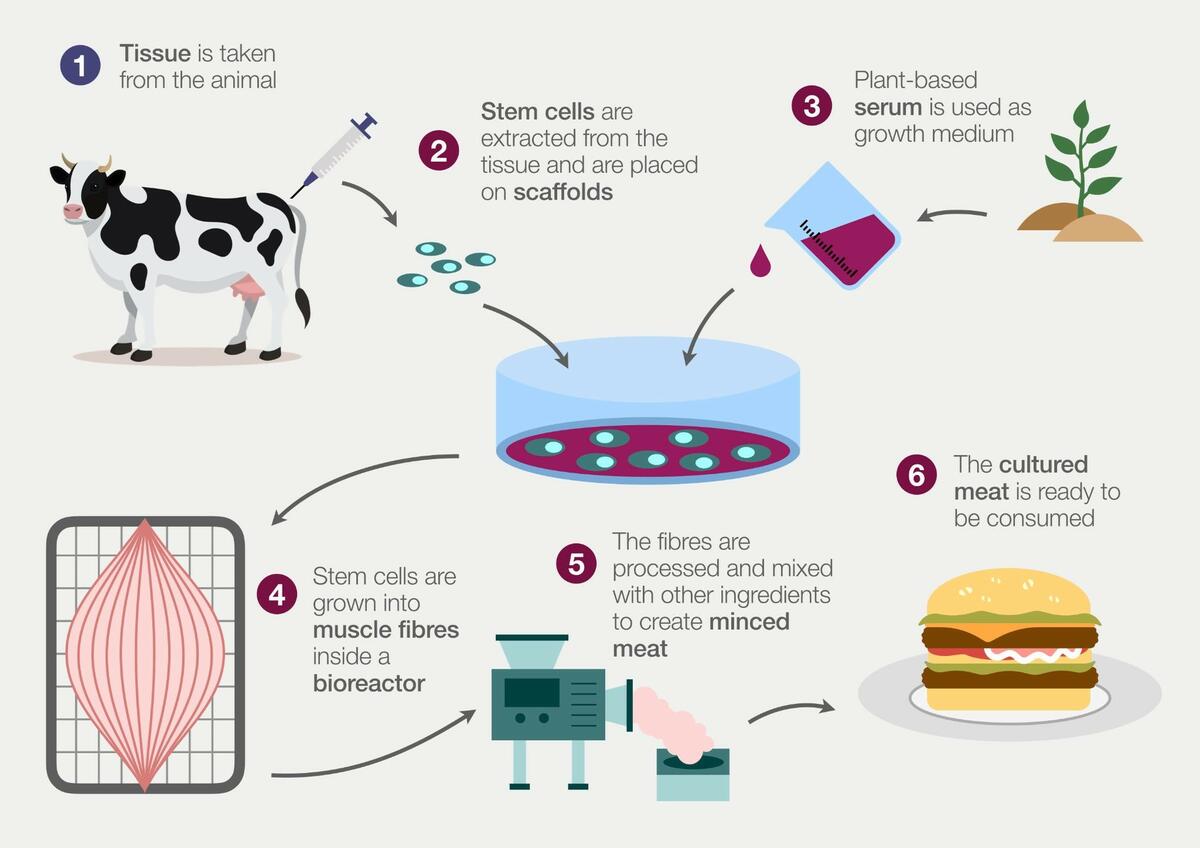 1
Tissue is taken
from the animal
2
Stem cells are
extracted from the
tissue and are placed
on scaffolds
3
Plant-based
serum is used as
growth medium
4
Stem cells are
grown into
muscle fibres
inside a
bioreactor
5
The fibres are
processed and mixed
with other ingredients
to create minced
meat
6
The cultured
meat is ready to
be consumed